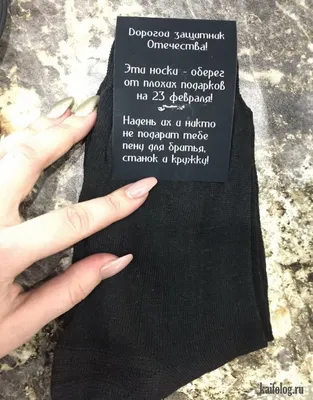 Дорогой защитник
Отечества!
Эти носки - оберег
от плохих подарков
на 23 февраля!
Надень их и никто
не подарит тебе
пену для бритья,
станок и кружку!
kaifolog.ru